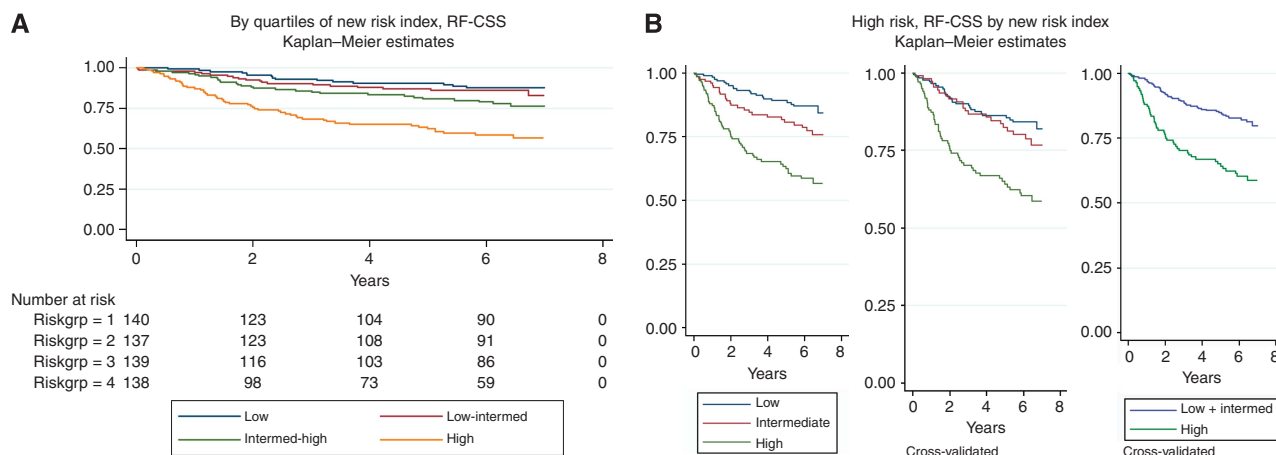 A
By quartiles of new risk index, RF-CSS
Kaplan–Meier estimates
1.00
0.75
0.50
0.25
0.00
0 2 4 6 8
Years
Number at risk
Riskgrp = 1 140 123 104 90 0
Riskgrp = 2 137 123 108 91 0
Riskgrp = 3 139 116 103 86 0
Riskgrp = 4 138 98 73 59 0
Low Low-intermed
Intermed-high High
B
High risk, RF-CSS by new risk index
Kaplan–Meier estimates
1.00
0.75
0.50
0.25
0.00
0 2 4 6 8
Years
Low
Intermediate
High
1.00
0.75
0.50
0.25
0.00
0 2 4 6 8
Years
Cross-validated
1.00
0.75
0.50
0.25
0.00
0 2 4 6 8
Years
Low + intermed
High
Cross-validated